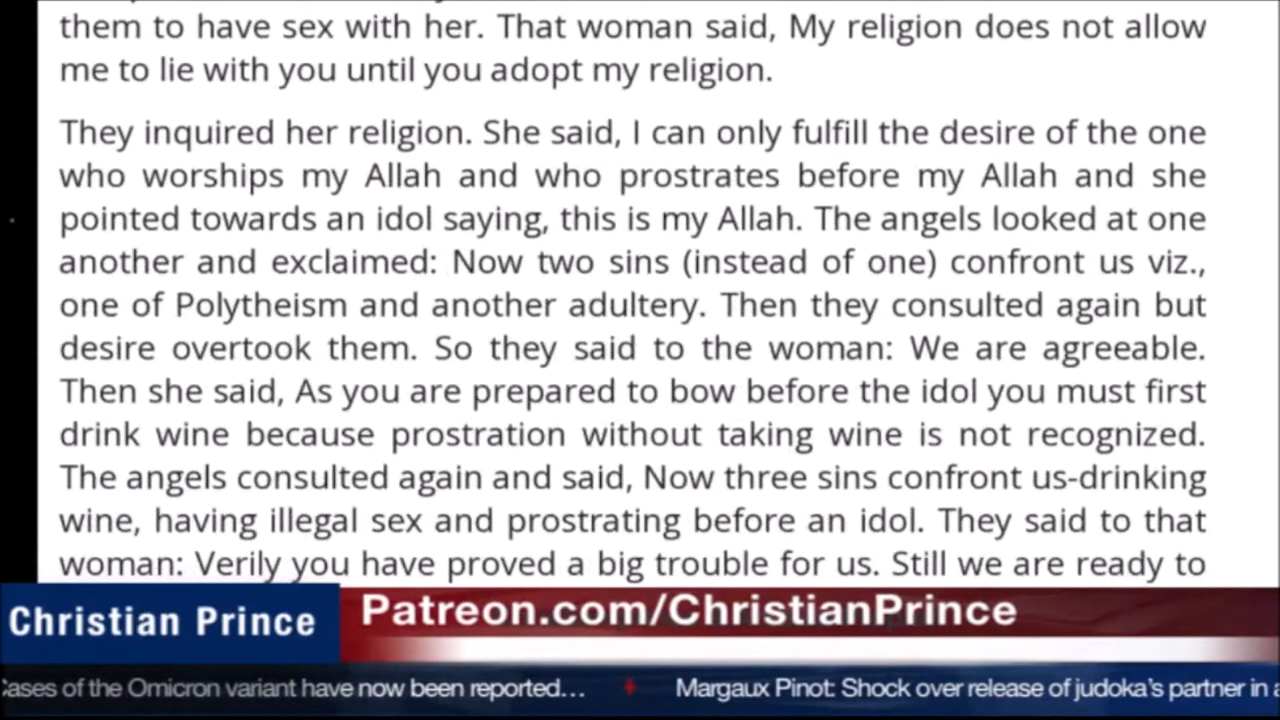 them to have sex with her. That woman said, My religion does not allow
me to lie with you until you adopt my religion.
They inquired her religion. She said, I can only fulfill the desire of the one
who worships my Allah and who prostrates before my Allah and she
pointed towards an idol saying, this is my Allah. The angels looked at one
another and exclaimed: Now two sins (instead of one) confront us viz.,
one of Polytheism and another adultery. Then they consulted again but
desire overtook them. So they said to the woman: We are agreeable.
Then she said, As you are prepared to bow before the idol you must first
drink wine because prostration without taking wine is not recognized.
The angels consulted again and said, Now three sins confront us-drinking
wine, having illegal sex and prostrating before an idol. They said to that
woman: Verily you have proved a big trouble for us. Still we are ready to
Christian Prince
Patreon.com/ChristianPrince
of the Omicron variant have now been reported... Margaux Pinot: Shock over release of judoka's partner in